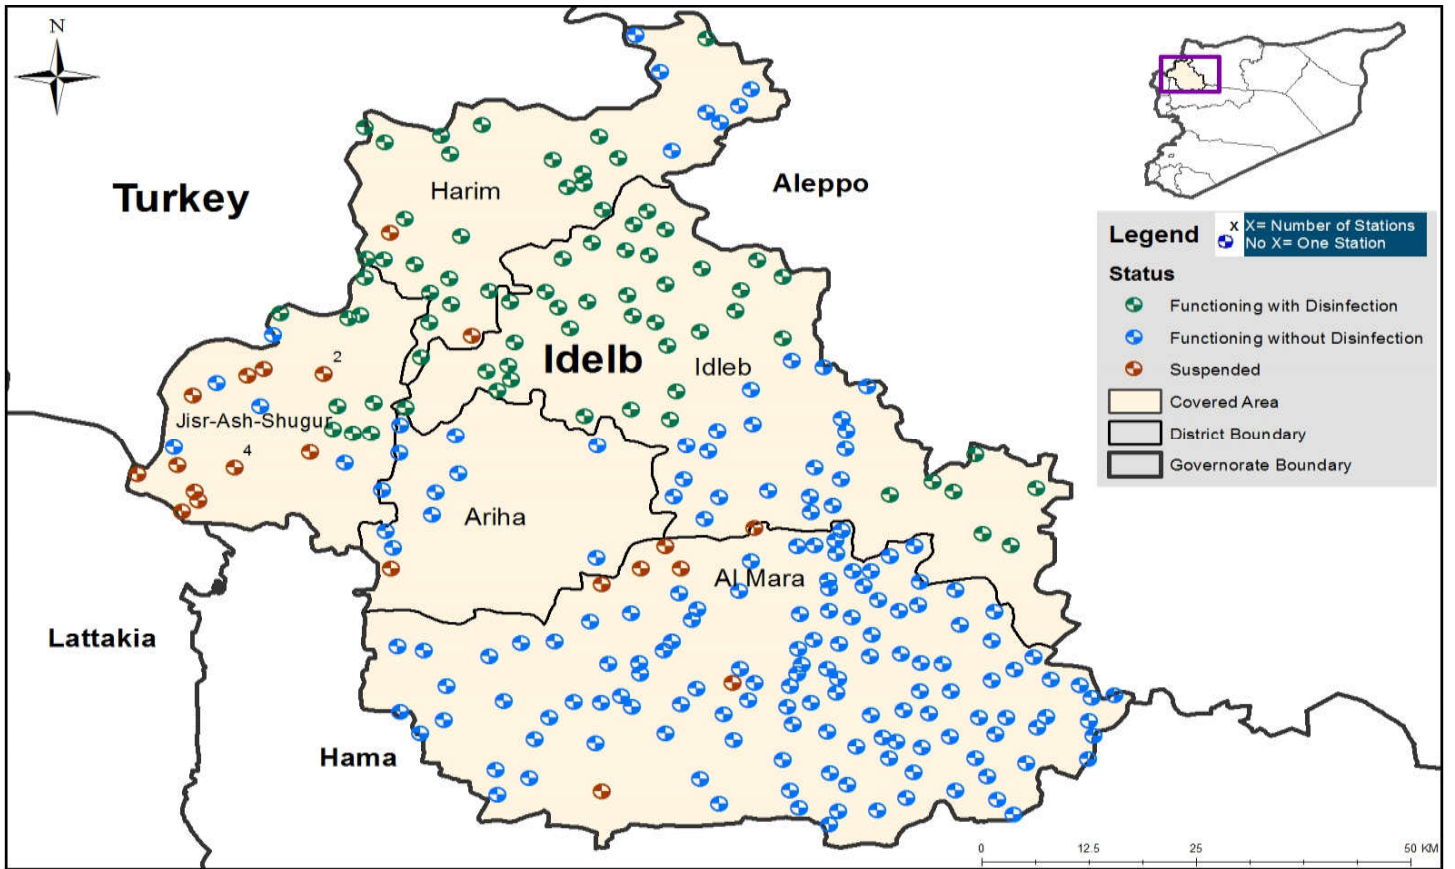 N
Turkey
Harim
Aleppo
Legend
X
X= Number of Stations
No X= One Station
Status
Functioning with Disinfection
Functioning without Disinfection
Suspended
Covered Area
District Boundary
Governorate Boundary
2
Idelb
Idleb
Jisr-Ash-Shugur
4
Ariha
Al Mara
Lattakia
Hama
0
12.5
25
50 KM